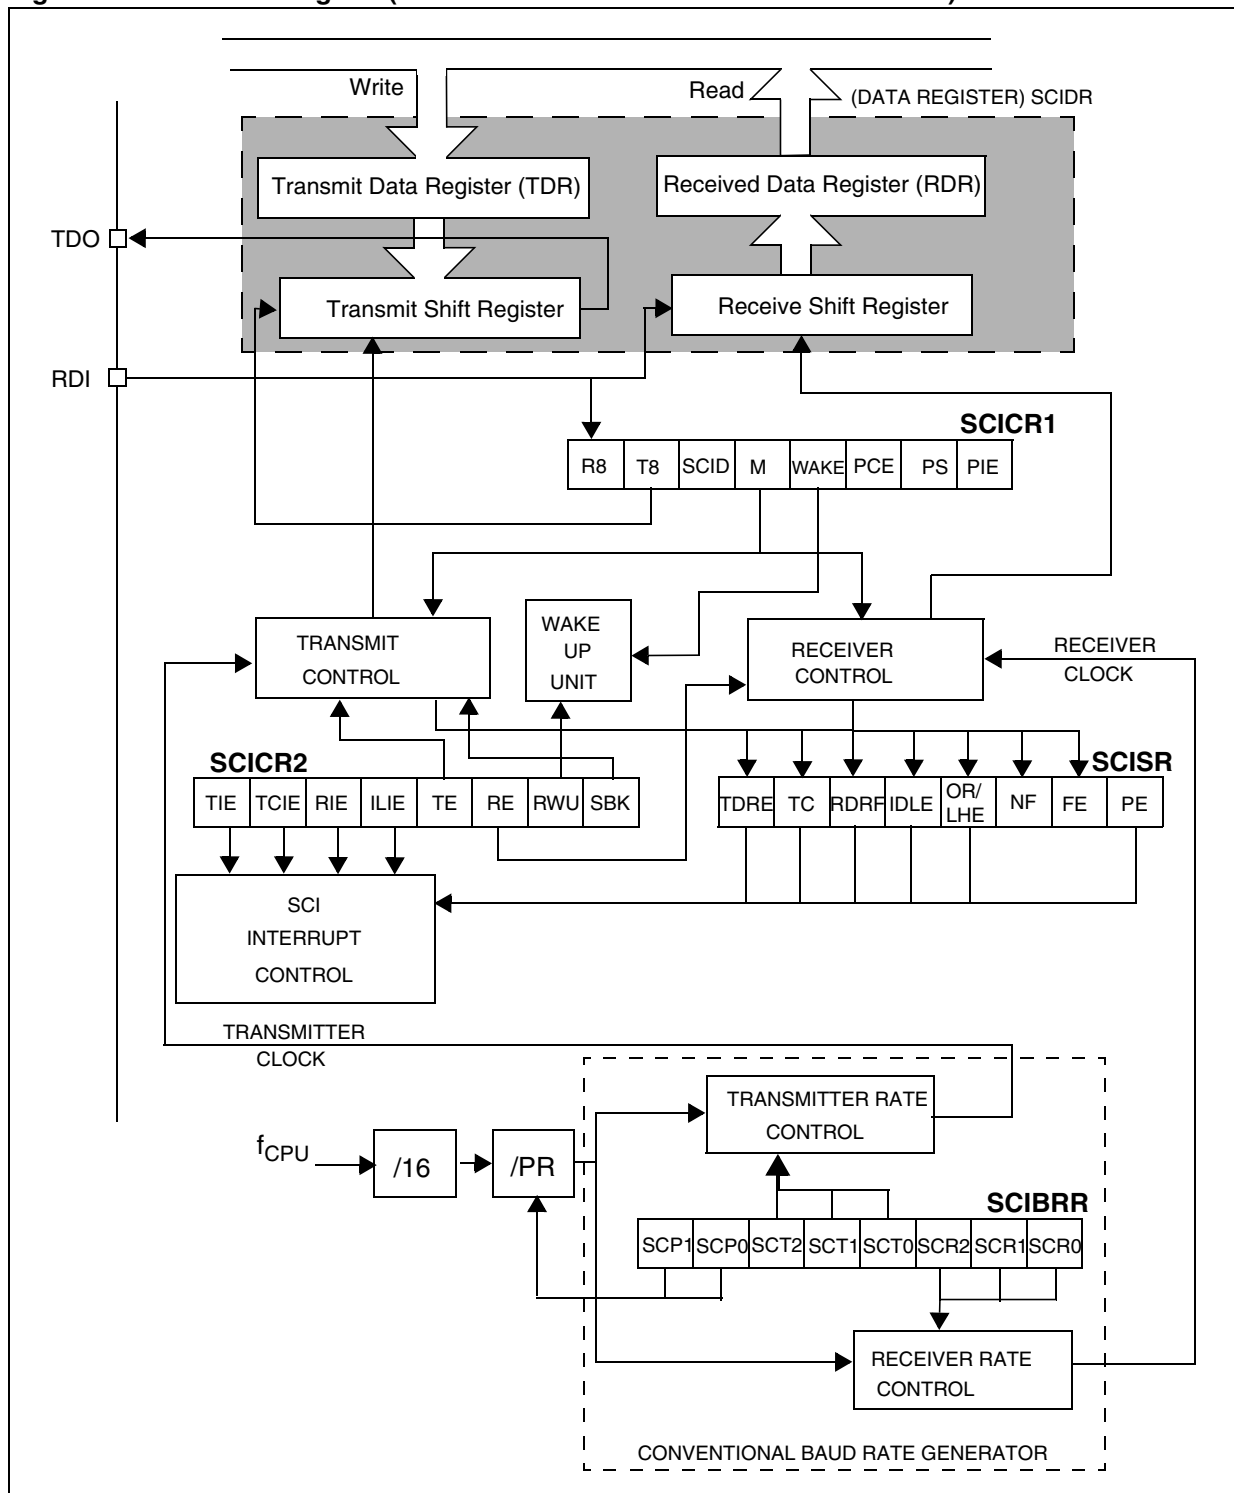 Write
Read
(DATA REGISTER) SCIDR
Transmit Data Register (TDR)
Received Data Register (RDR)
TDO
Transmit Shift Register
Receive Shift Register
RDI
SCICR1
R8 T8 SCID M WAKE PCE PS PIE
TRANSMIT
CONTROL
WAKE
UP
UNIT
RECEIVER
CONTROL
RECEIVER
CLOCK
SCICR2
TIE TCIE RIE ILIE TE RE RWU SBK
SCISR
TDRE TC RDRF IDLE OR/
LHE NF FE PE
SCI
INTERRUPT
CONTROL
TRANSMITTER
CLOCK
TRANSMITTER RATE
CONTROL
fCPU
/16
/PR
SCIBRR
SCP1 SCP0 SCT2 SCT1 SCT0 SCR2 SCR1 SCR0
RECEIVER RATE
CONTROL
CONVENTIONAL BAUD RATE GENERATOR